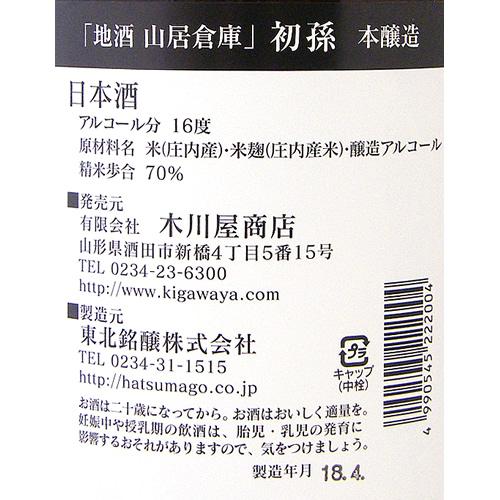 「地酒 山居倉庫」 初孫 本醸造
日本酒
アルコール分 16度
原材料名 米(庄内産)・米麹(庄内産米)・醸造アルコール
精米歩合 70%
■発売元
有限会社 木川屋商店
山形県酒田市新橋4丁目5番15号
TEL 0234-23-6300
http://www.kigawaya.com
■製造元
東北銘醸株式会社
TEL 0234-31-1515
http://hatsumago.co.jp
プラ
キャップ
(中栓)
4 990545 222004
お酒は二十歳になってから。お酒はおいしく適量を。
妊娠中や授乳期の飲酒は、胎児・乳児の発育に
影響するおそれがありますので、気をつけましょう。
製造年月 18.4.